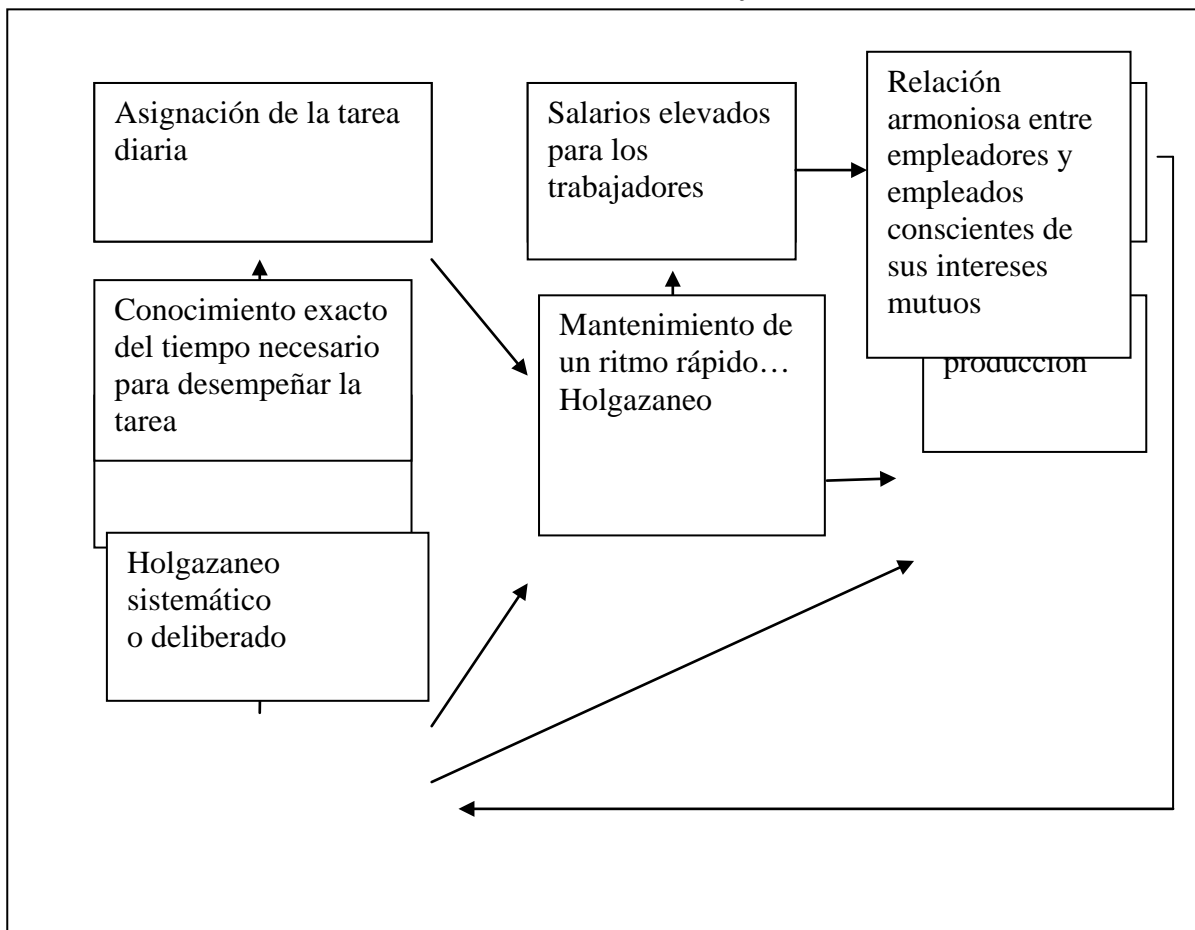 Asignación de la tarea
diaria
Salarios elevados
para los
trabajadores
Relación
armoniosa entre
empleadores y
empleados
conscientes de
sus intereses
mutuos
Conocimiento exacto
del tiempo necesario
para desempeñar la
tarea
Mantenimiento de
un ritmo rápido…
Holgazaneo
producción
Holgazaneo
sistemático
o deliberado